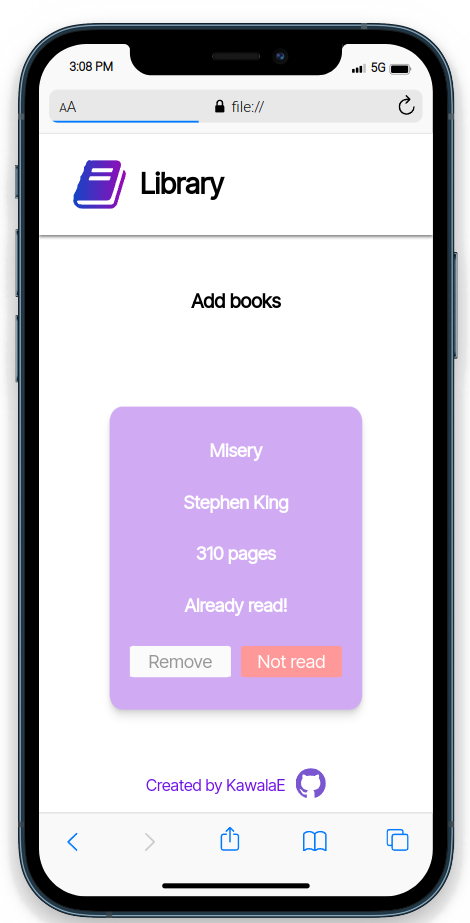 3:08 PM
5G
AA
file://
Library
Add books
Misery
Stephen King
310 pages
Already read!
Remove
Not read
Created by KawalaE